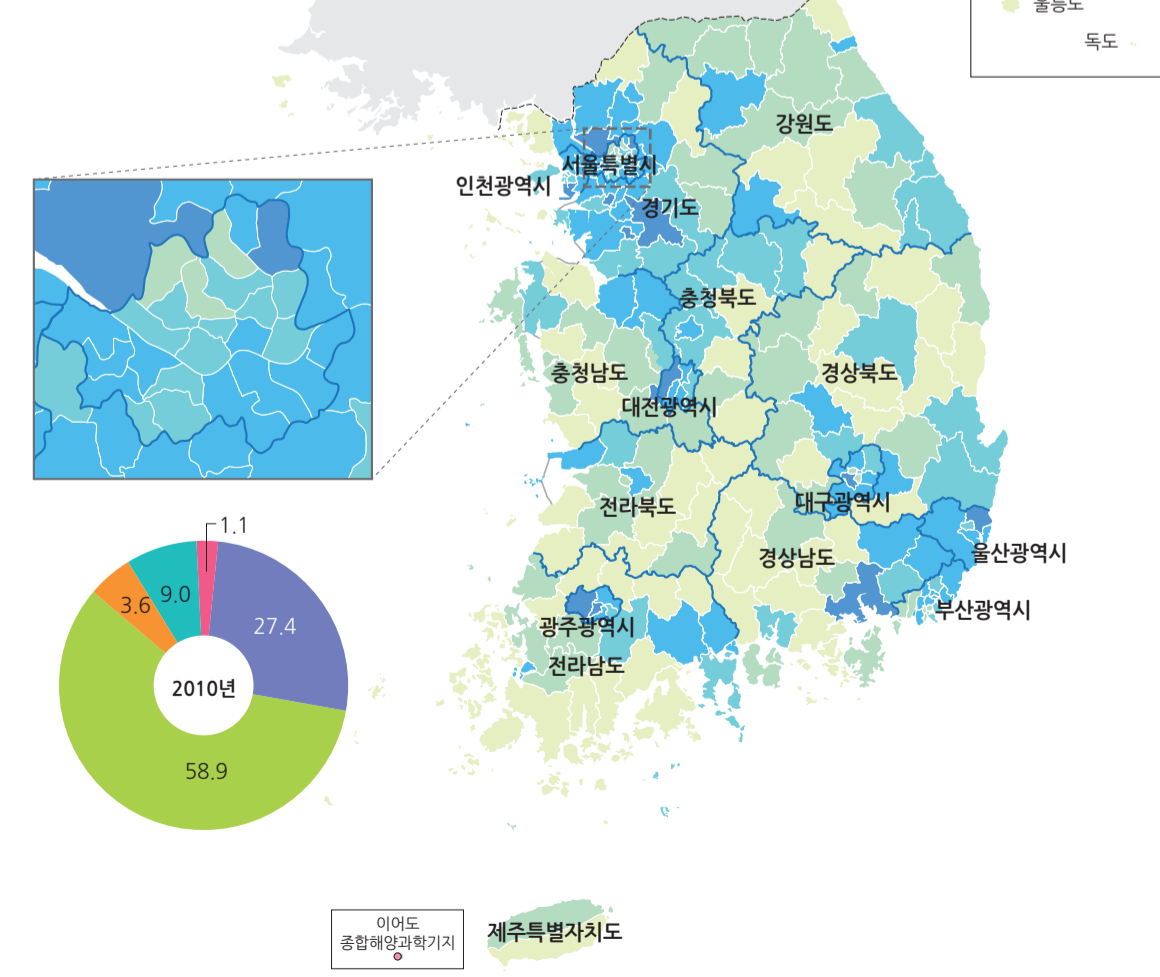 울릉도
독도
강원도
서울특별시
인천광역시
경기도
충청북도
충청남도
경상북도
대전광역시
전라북도
대구광역시
경상남도
울산광역시
부산광역시
광주광역시
전라남도
1.1
9.0
3.6
27.4
2010년
58.9
이어도
종합해양과학기지
제주특별자치도